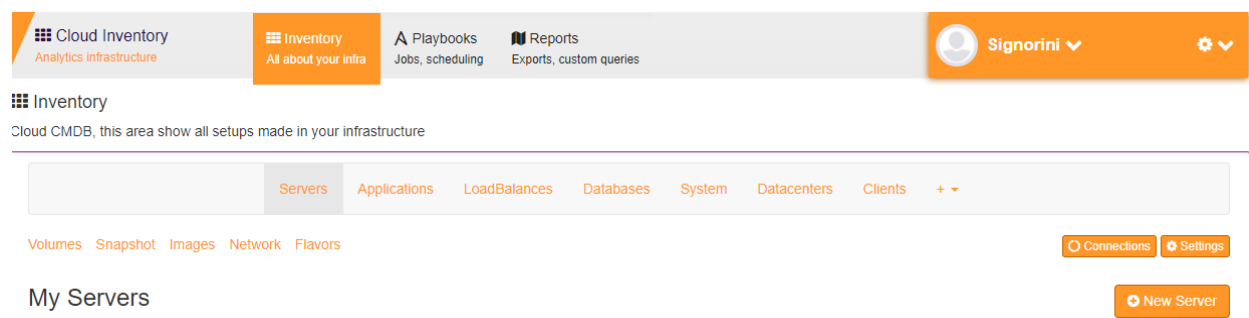 Cloud Inventory
Analytics infrastructure
Inventory
All about your infra
Playbooks
Jobs, scheduling
Reports
Exports, custom queries
Signorini
Inventory
Cloud CMDB, this area show all setups made in your infrastructure
Servers Applications LoadBalances Databases System Datacenters Clients +
Volumes Snapshot Images Network Flavors
Connections Settings
My Servers
New Server